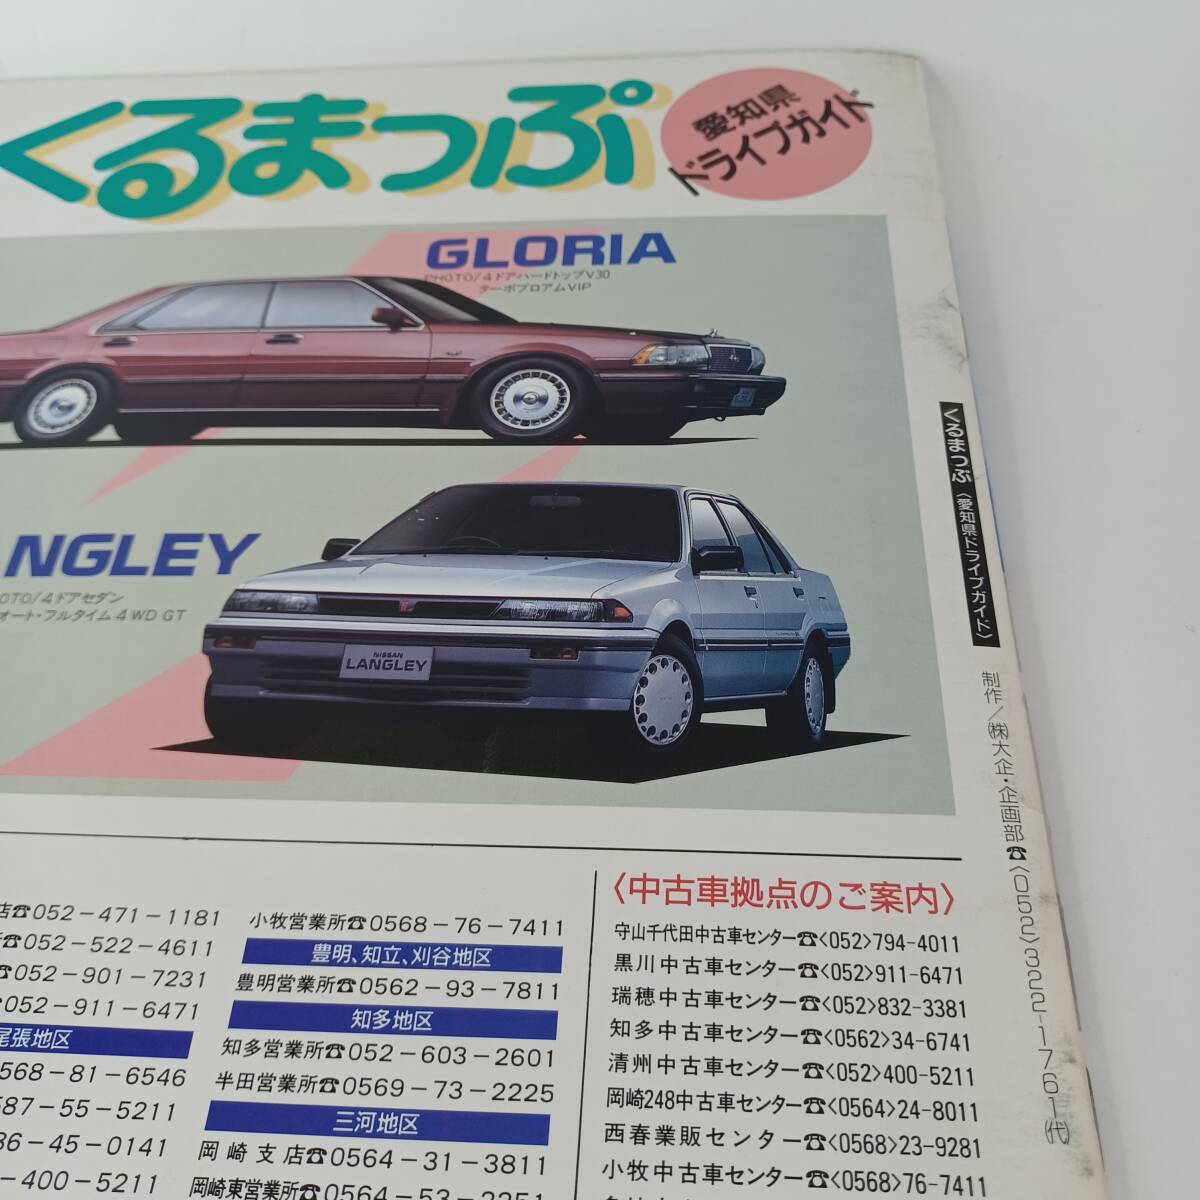 くるまっぷ
愛知県
ドライブガイド
GLORIA
PHOTO/4ドアハードトップV30
ターボブロアムVIP
NGLEY
OTO/4ドアセダン
オート・フルタイム4WD GT
NISSAN
LANGLEY
店☎052-471-1181
☎052-522-4611
☎052-901-7231
☎052-911-6471
尾張地区
568-81-6546
587-55-5211
86-45-0141
-400-5211
小牧営業所☎0568-76-7411
豊明、知立、刈谷地区
豊明営業所☎0562-93-7811
知多地区
知多営業所☎052-603-2601
半田営業所☎0569-73-2225
三河地区
岡崎支店☎0564-31-3811
岡崎東営業所☎0564-53-2251
〈中古車拠点のご案内〉
守山千代田中古車センター☎<052>794-4011
黒川中古車センター☎<052>911-6471
瑞穂中古車センター☎<052>832-3381
知多中古車センター☎<0562>34-6741
清州中古車センター☎<052>400-5211
岡崎248中古車センター☎<0564>24-8011
西春業販センター☎<0568>23-9281
小牧中古車センター☎<0568>76-7411
くるまっぷ〈愛知県ドライブガイド〉
制作/㈱大企・企画部☎〈052〉322-1761(代)